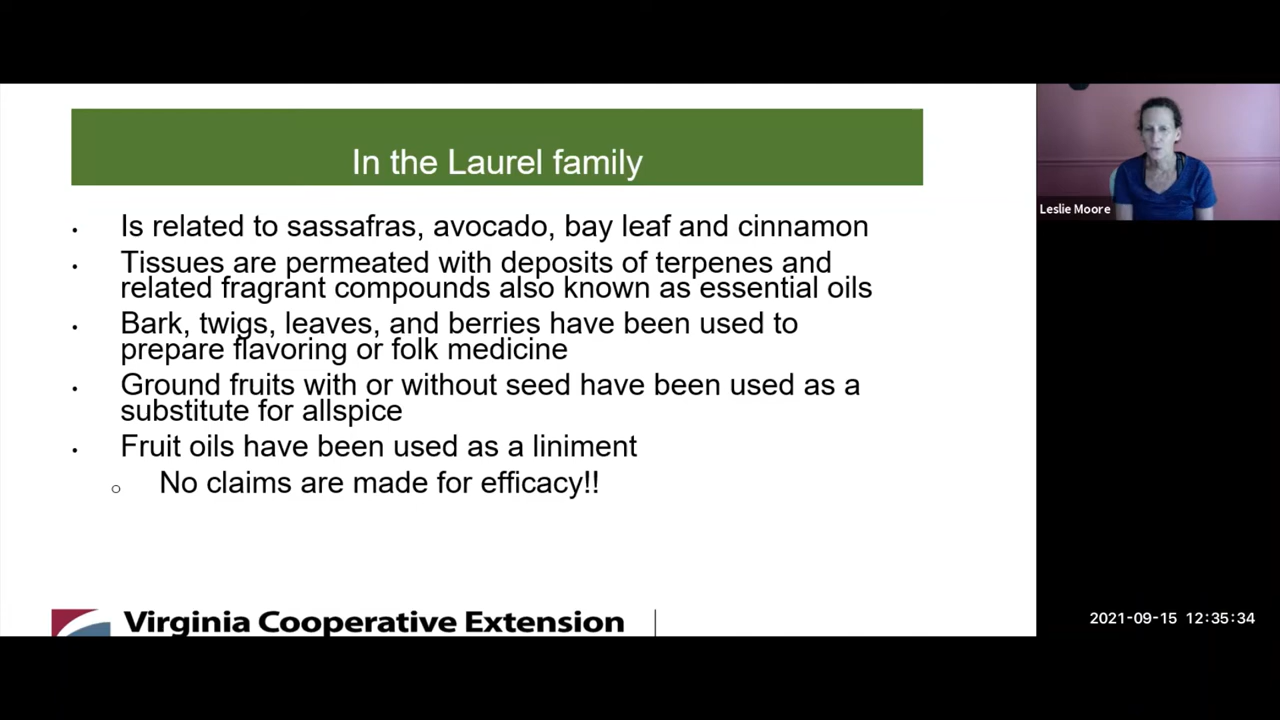 In the Laurel family
• Is related to sassafras, avocado, bay leaf and cinnamon
• Tissues are permeated with deposits of terpenes and
related fragrant compounds also known as essential oils
• Bark, twigs, leaves, and berries have been used to
prepare flavoring or folk medicine
• Ground fruits with or without seed have been used as a
substitute for allspice
• Fruit oils have been used as a liniment
○ No claims are made for efficacy!!
Virginia Cooperative Extension
Leslie Moore
2021-09-15 12:35:34